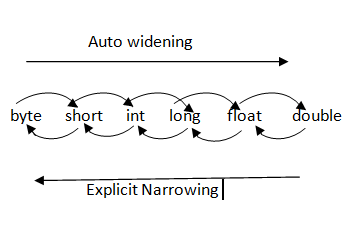 Auto widening
byte short int long float double
Explicit Narrowing